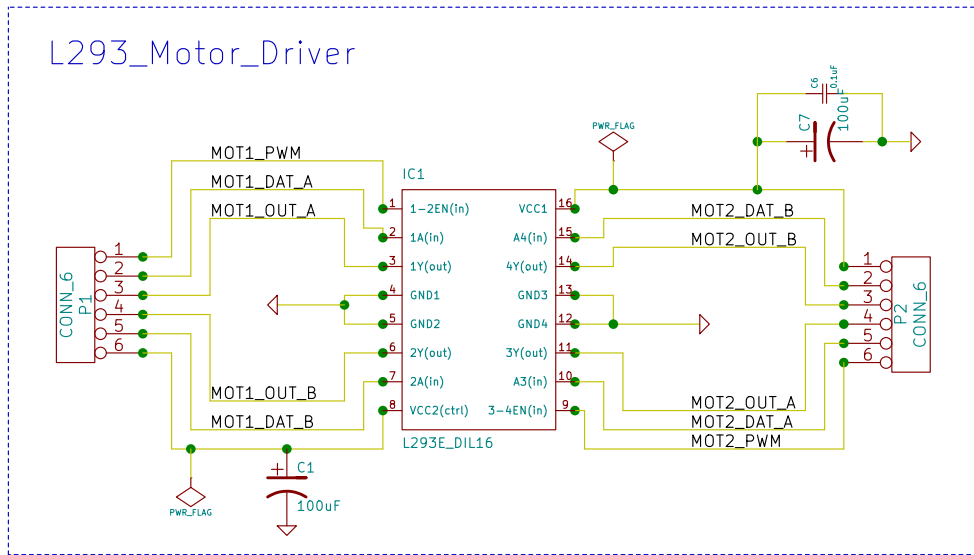 L293_Motor_Driver
C6
0.1uF
C7
100uF
PWR_FLAG
MOT1_PWM
MOT1_DAT_A
MOT1_OUT_A
IC1
1 1-2EN(in) VCC1 16
2 1A(in) A4(in) 15
3 1Y(out) 4Y(out) 14
4 GND1 GND3 13
5 GND2 GND4 12
6 2Y(out) 3Y(out) 11
7 2A(in) A3(in) 10
8 VCC2(ctrl) 3-4EN(in) 9
L293E_DIL16
MOT2_DAT_B
MOT2_OUT_B
CONN_6
P1
1
2
3
4
5
6
1
2
3
4
5
6
P2
CONN_6
MOT1_OUT_B
MOT1_DAT_B
MOT2_OUT_A
MOT2_DAT_A
MOT2_PWM
PWR_FLAG
C1
100uF
+
+